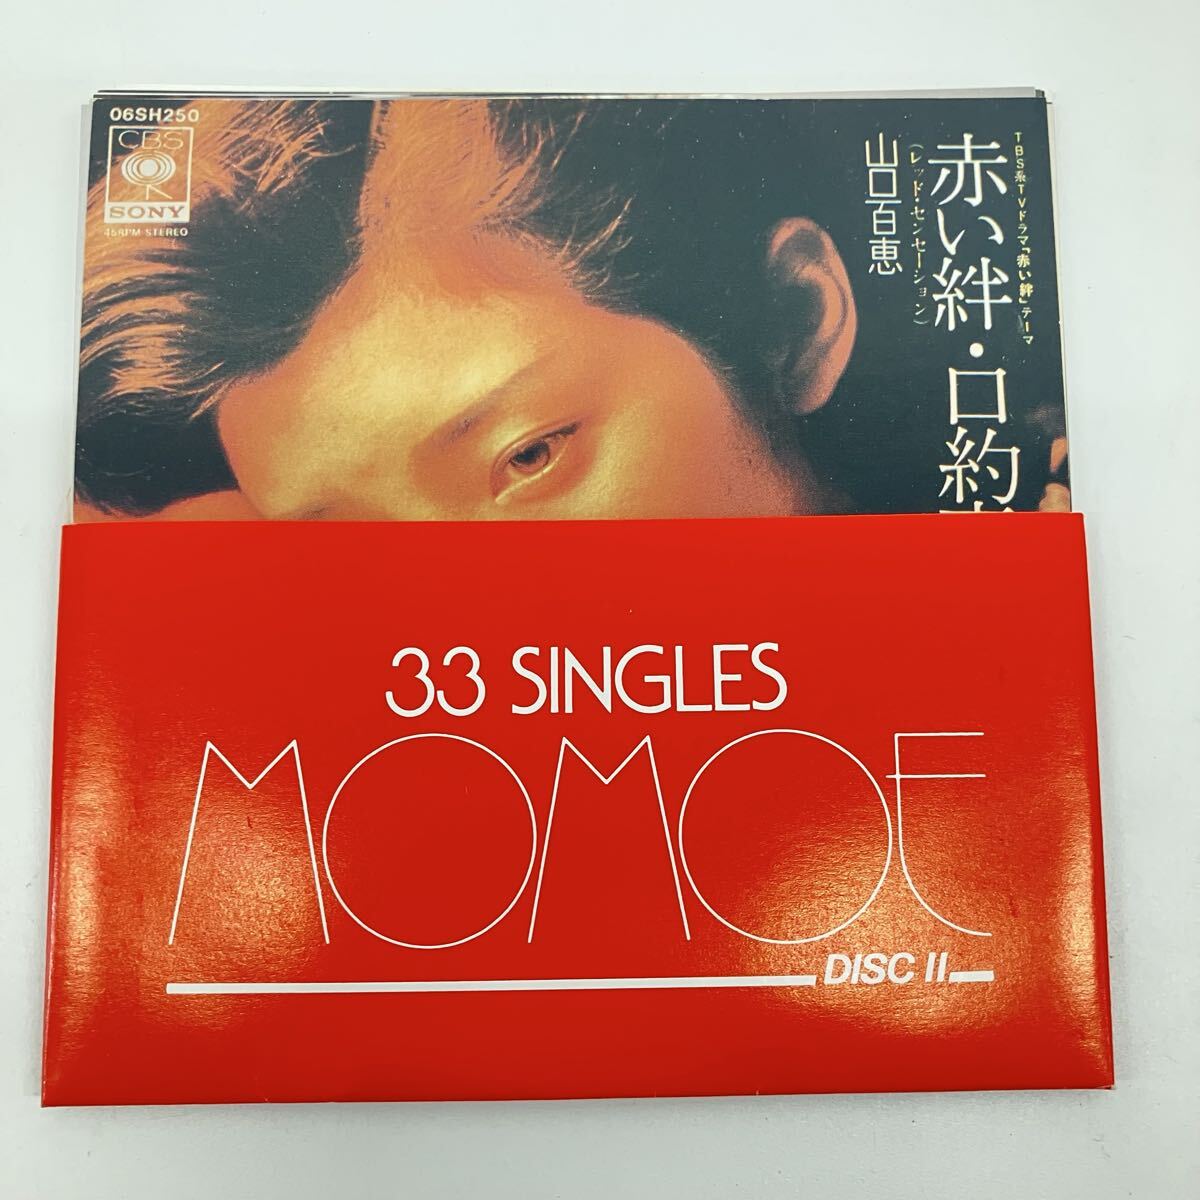 06SH250
CBS
SONY
45RPM STEREO
TBS系TVドラマ「赤い絆」テーマ
赤い絆・口約
(レッド・センセーション)
山口百恵
33 SINGLES
MOMOE
DISC II